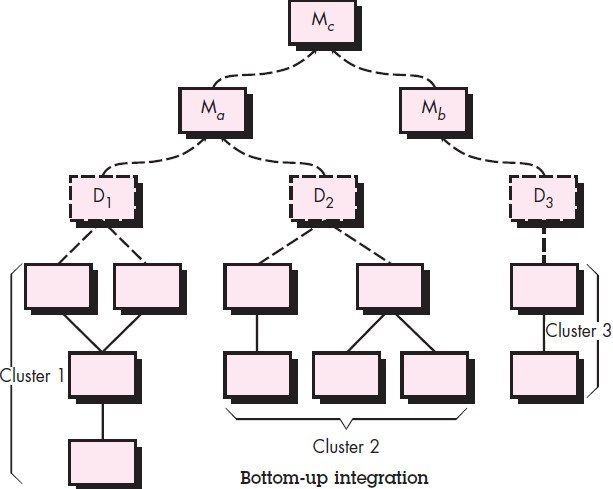 Mc
Ma
Mb
D1
D2
D3
Cluster 3
Cluster 1
Cluster 2
Bottom-up integration